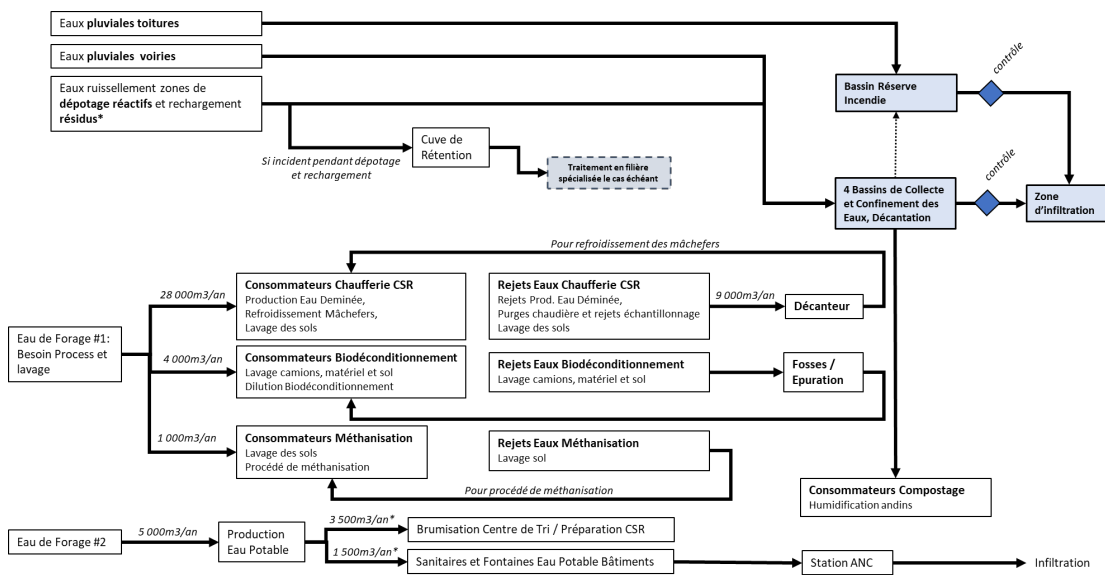 Eaux pluviales toitures
Eaux pluviales voiries
Eaux ruissellement zones de
dépotage réactifs et rechargement
résidus*
Si incident pendant dépotage
et rechargement
Cuve de
Rétention
Traitement en filière
spécialisée le cas échéant
Bassin Réserve
Incendie
contrôle
4 Bassins de Collecte
et Confinement des
Eaux, Décantation
contrôle
Zone
d'infiltration
Pour refroidissement des mâchefers
Eau de Forage #1:
Besoin Process et
lavage
28 000m3/an
Consommateurs Chaufferie CSR
Production Eau Deminée,
Refroidissement Mâchefers,
Lavage des sols
Rejets Eaux Chaufferie CSR
Rejets Prod. Eau Déminée,
Purges chaudière et rejets échantillonnage
Lavage des sols
9 000m3/an
Décanteur
4 000m3/an
Consommateurs Biodéconditionnement
Lavage camions, matériel et sol
Dilution Biodéconditionnement
Rejets Eaux Biodéconditionnement
Lavage camions, matériel et sol
Fosses /
Epuration
1 000m3/an
Consommateurs Méthanisation
Lavage des sols
Procédé de méthanisation
Rejets Eaux Méthanisation
Lavage sol
Pour procédé de méthanisation
Consommateurs Compostage
Humidification andins
Eau de Forage #2
5 000m3/an
Production
Eau Potable
3 500m3/an*
Brumisation Centre de Tri / Préparation CSR
1 500m3/an*
Sanitaires et Fontaines Eau Potable Bâtiments
Station ANC
Infiltration